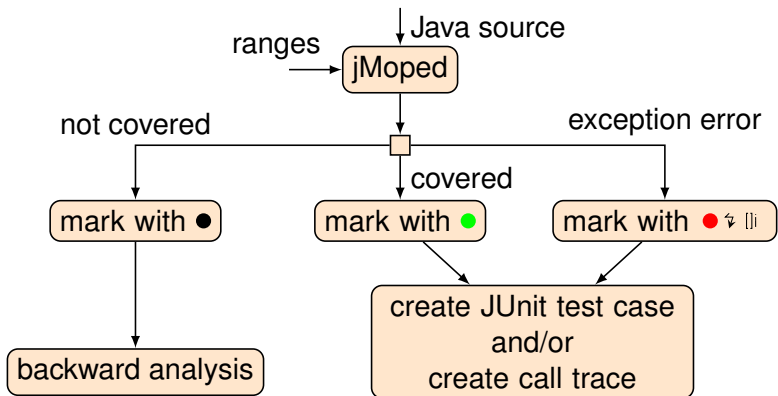 Java source
ranges
jMoped
not covered
exception error
covered
mark with
mark with
mark with []i
create JUnit test case
and/or
create call trace
backward analysis